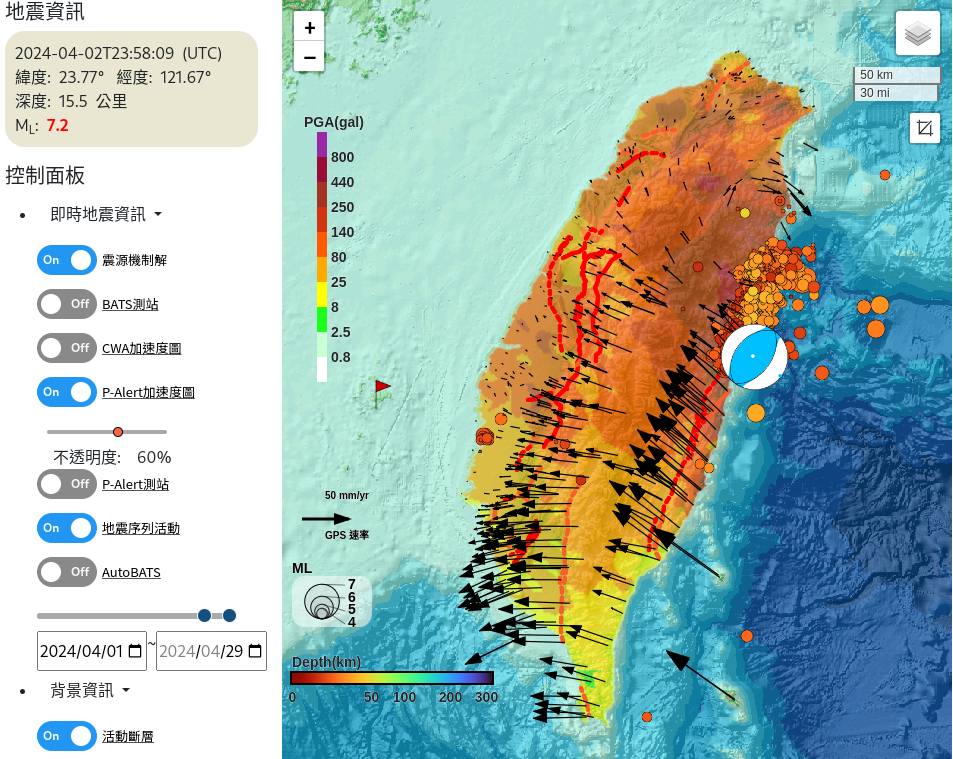 地震資訊
2024-04-02T23:58:09 (UTC)
緯度: 23.77° 經度: 121.67°
深度: 15.5 公里
ML: 7.2
控制面板
即時地震資訊
On 震源機制解
Off BATS測站
Off CWA加速度圖
On P-Alert加速度圖
不透明度: 60%
Off P-Alert測站
On 地震序列活動
Off AutoBATS
2024/04/01 ~ 2024/04/29
背景資訊
On 活動斷層
+
−
50 km
30 mi
PGA(gal)
800
440
250
140
80
25
8
2.5
0.8
50 mm/yr
GPS 速率
ML
7
6
5
4
Depth(km)
0 50 100 200 300